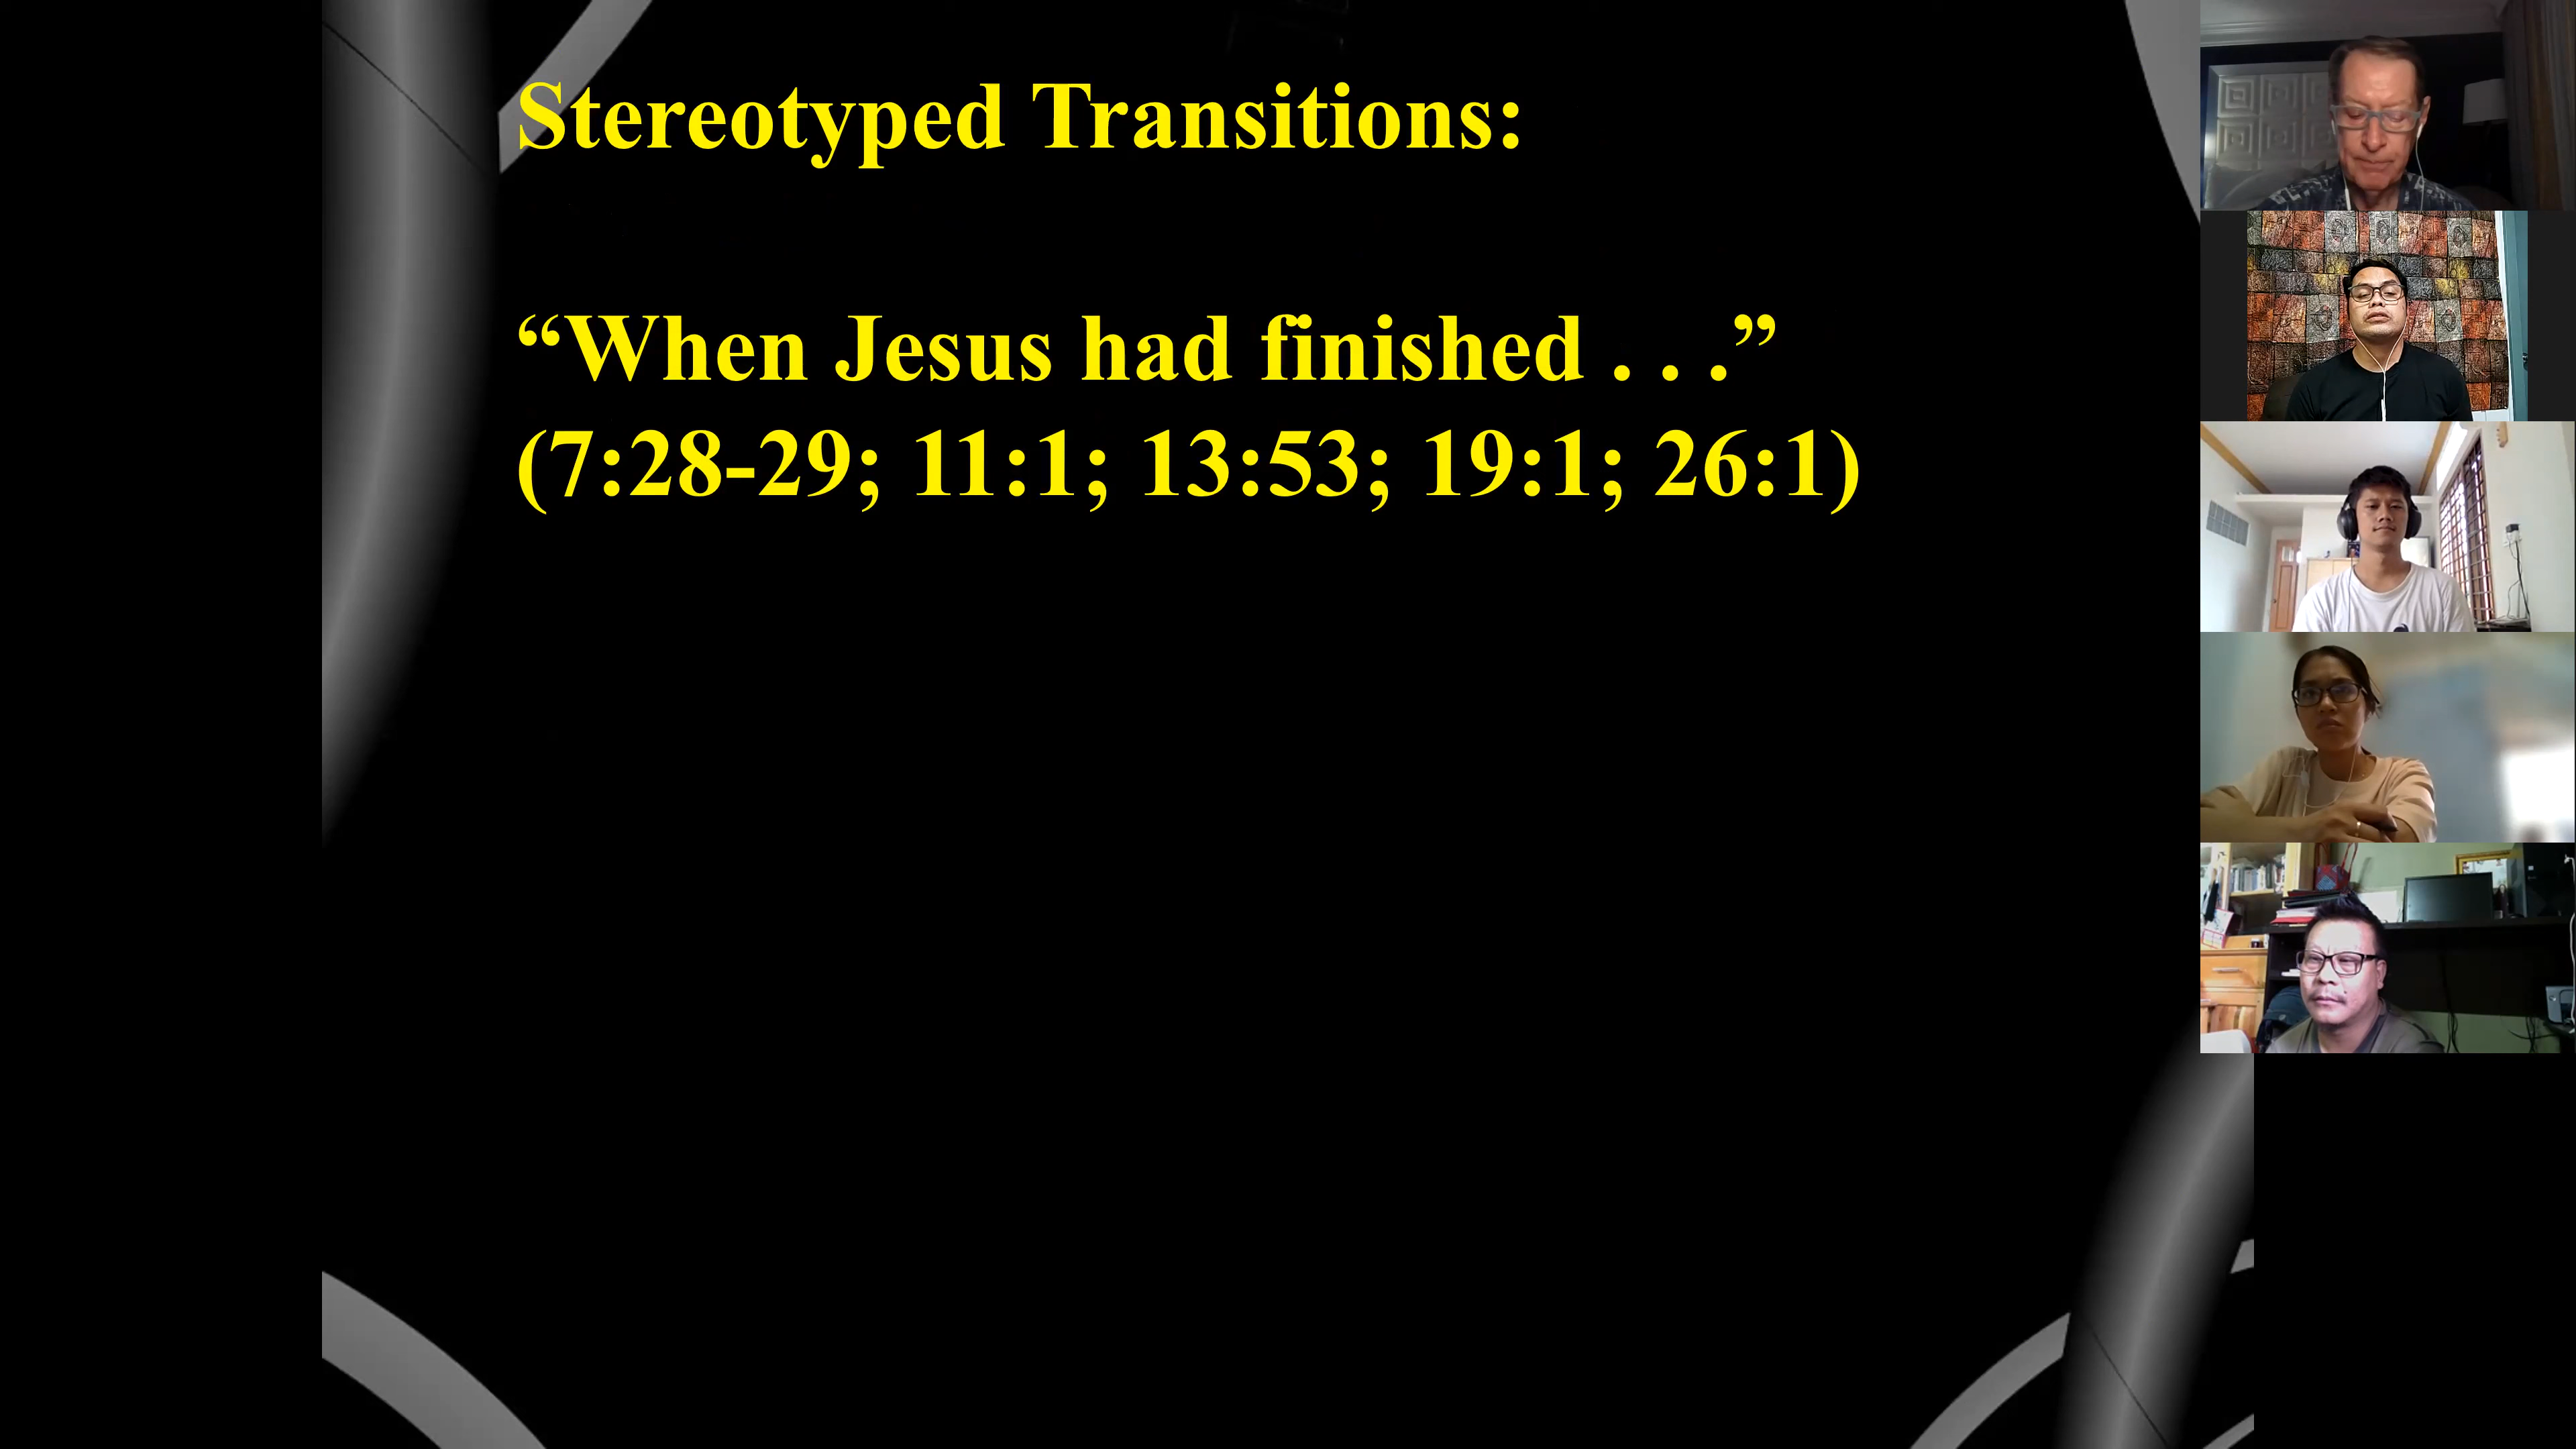 Stereotyped Transitions:
“When Jesus had finished . . .”
(7:28-29; 11:1; 13:53; 19:1; 26:1)